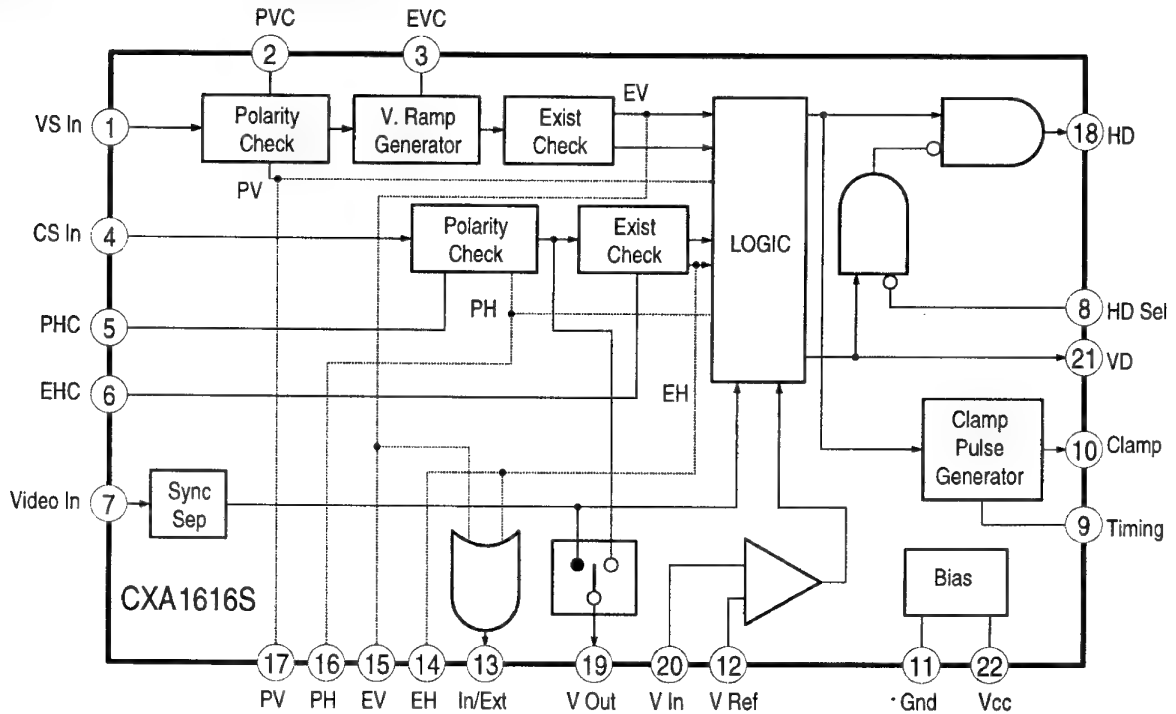 PVC
EVC
2
3
VS In
1
Polarity
Check
V. Ramp
Generator
Exist
Check
EV
18
HD
PV
CS In
4
Polarity
Check
Exist
Check
LOGIC
PH
8
HD Sel
PHC
5
21
VD
EHC
6
EH
Clamp
Pulse
Generator
10
Clamp
Video In
7
Sync
Sep
9
Timing
Bias
CXA1616S
17
16
15
14
13
19
20
12
11
22
PV
PH
EV
EH
In/Ext
V Out
V In
V Ref
Gnd
Vcc